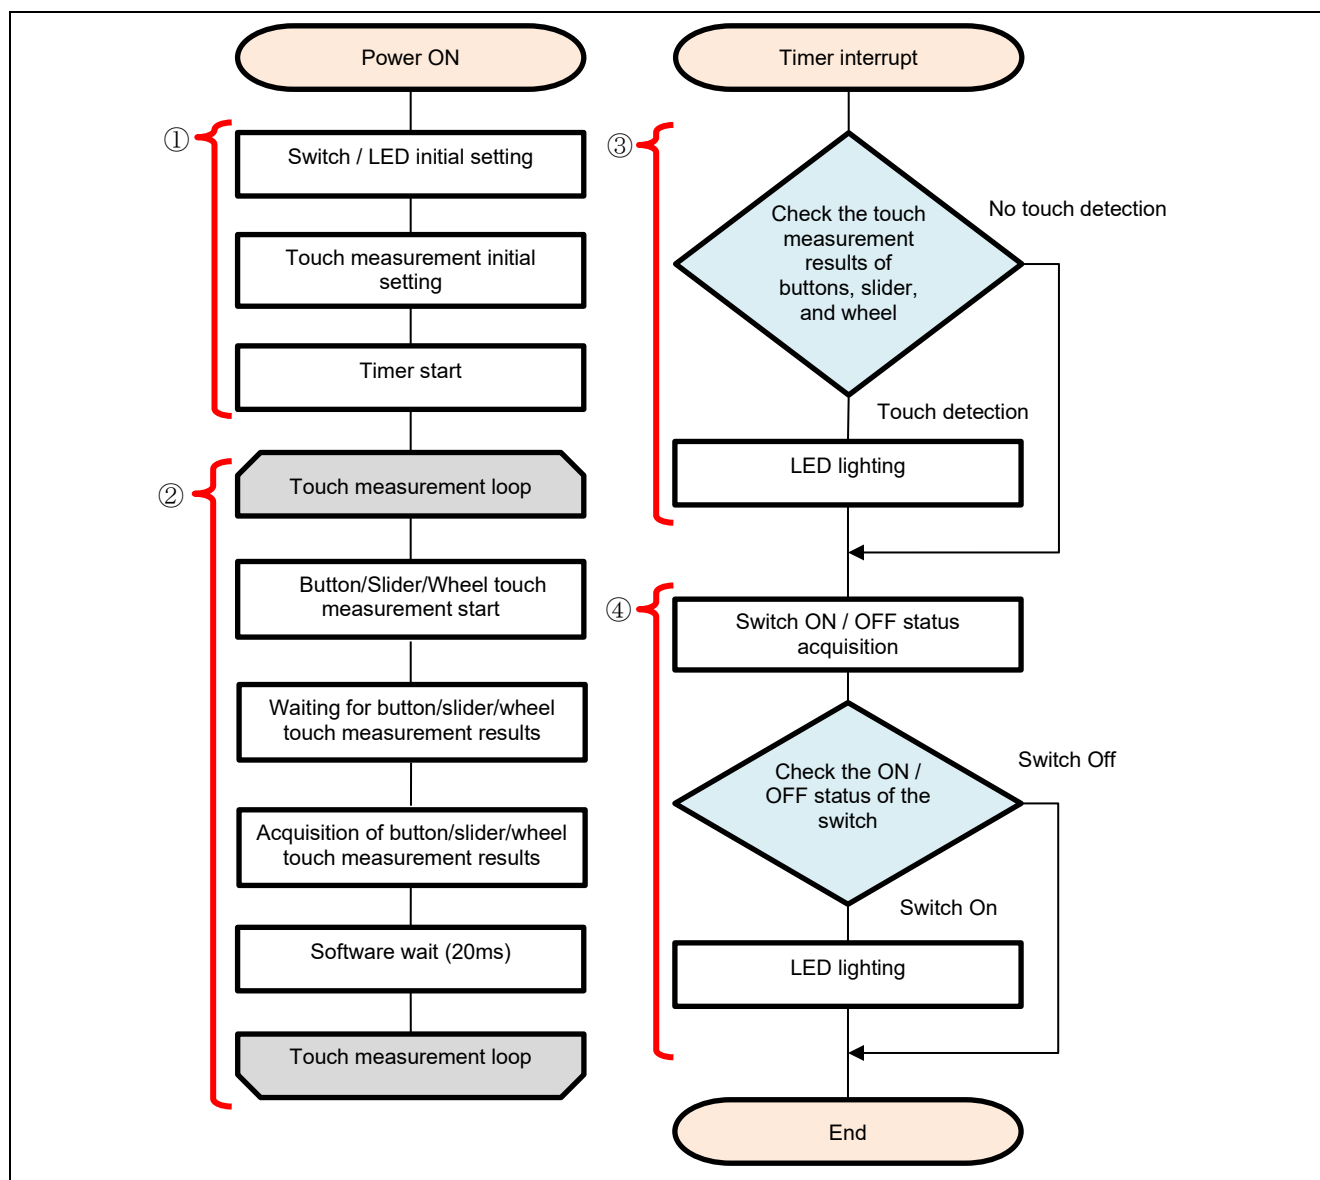 Power ON
①
Switch / LED initial setting
Touch measurement initial
setting
Timer start
②
Touch measurement loop
Button/Slider/Wheel touch
measurement start
Waiting for button/slider/wheel
touch measurement results
Acquisition of button/slider/wheel
touch measurement results
Software wait (20ms)
Touch measurement loop
Timer interrupt
③
Check the touch
measurement
results of
buttons, slider,
and wheel
No touch detection
Touch detection
LED lighting
④
Switch ON / OFF status
acquisition
Check the ON /
OFF status of the
switch
Switch Off
Switch On
LED lighting
End